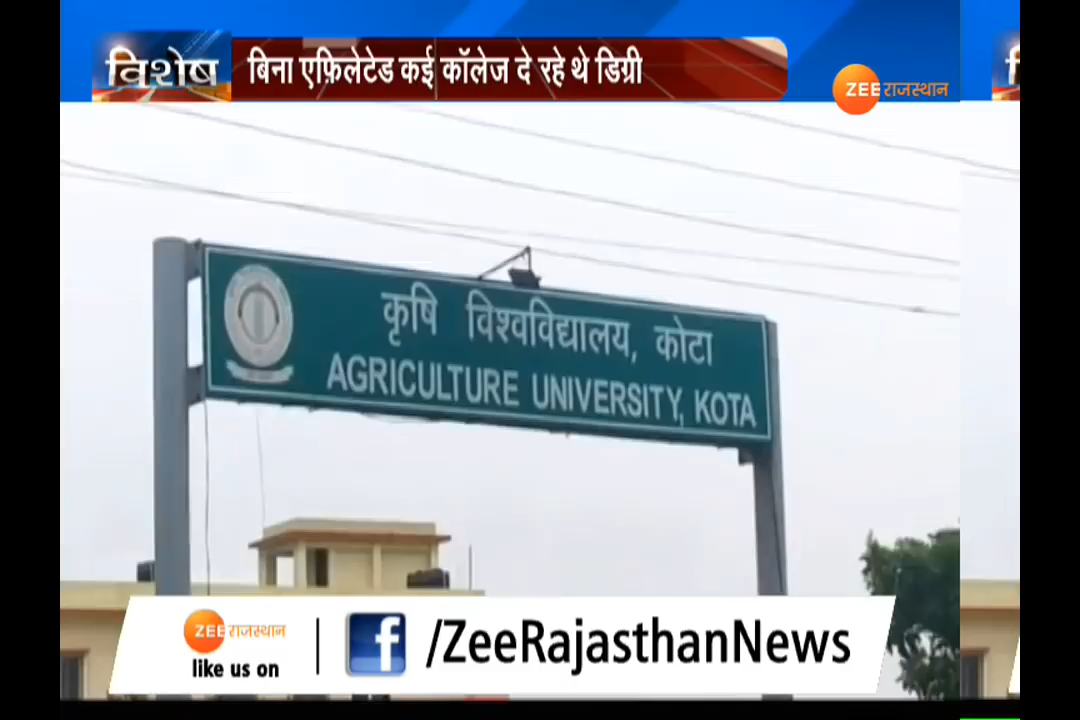 विशेष
बिना एफ़िलेटेड कई कॉलेज दे रहे थे डिग्री
ZEE राजस्थान
कृषि विश्वविद्यालय, कोटा
AGRICULTURE UNIVERSITY, KOTA
ZEE राजस्थान
like us on
f /ZeeRajasthanNews